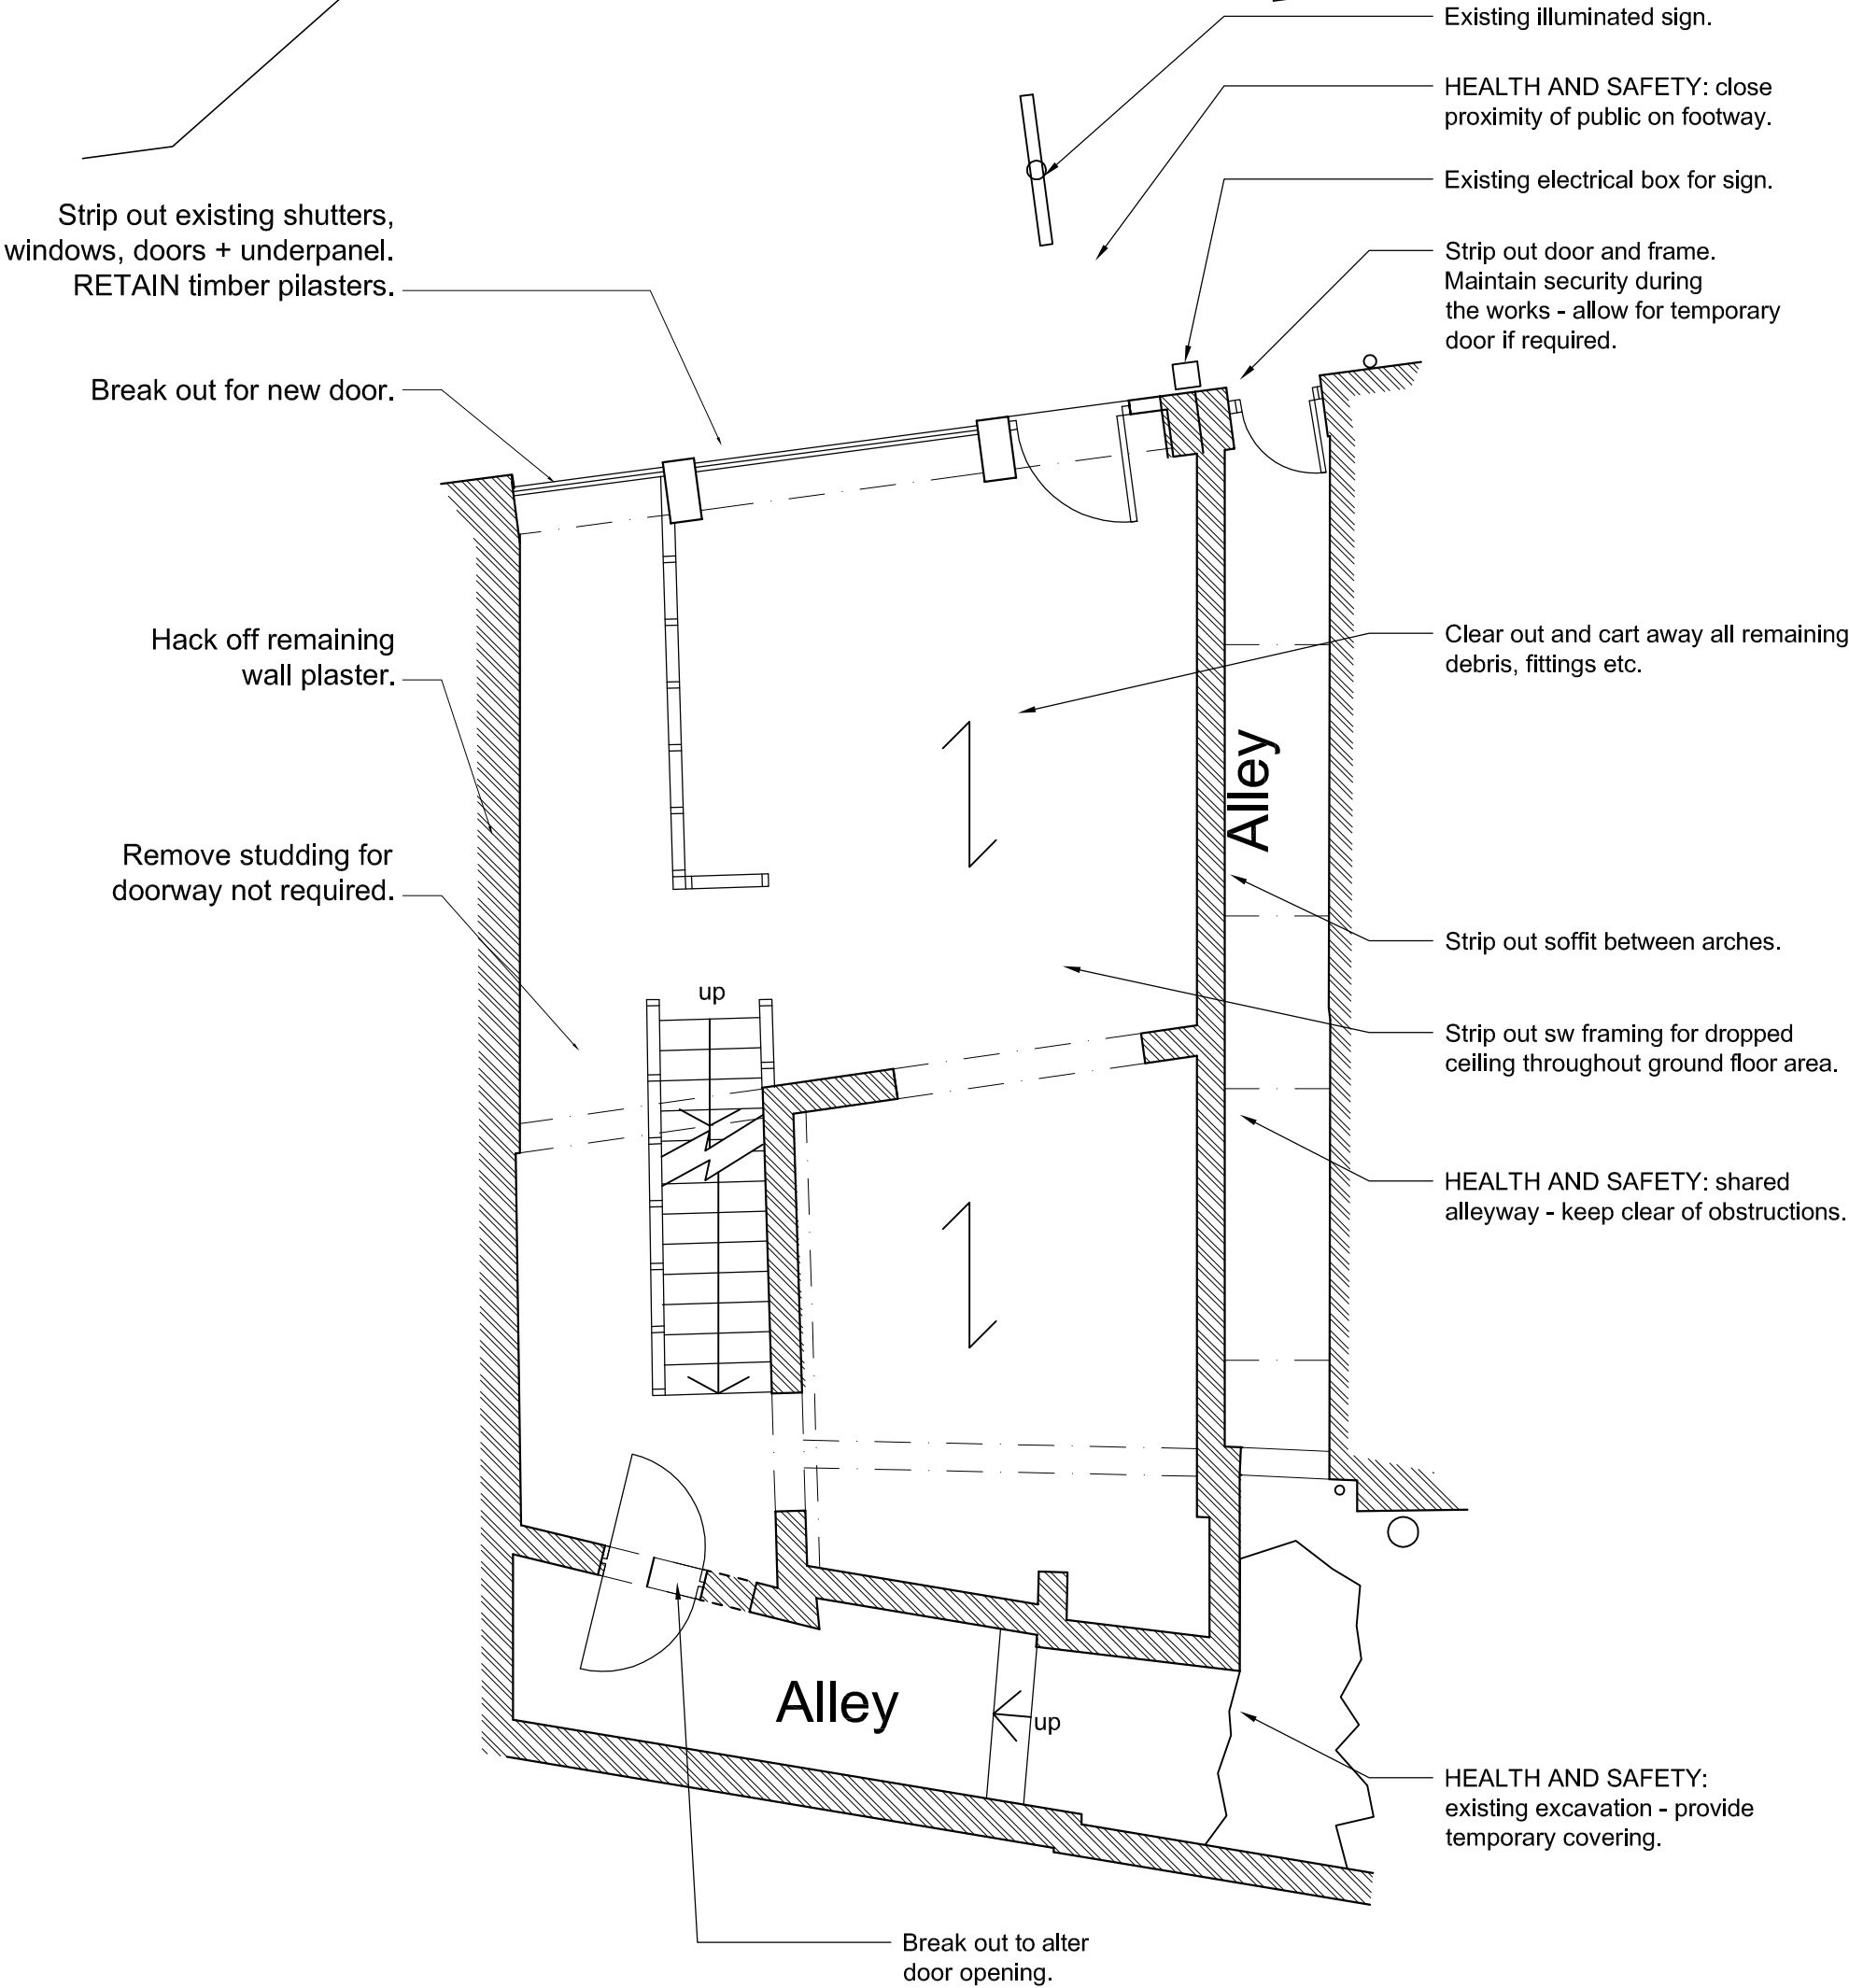 Existing illuminated sign.
HEALTH AND SAFETY: close
proximity of public on footway.
Existing electrical box for sign.
Strip out existing shutters,
windows, doors + underpanel.
RETAIN timber pilasters.
Strip out door and frame.
Maintain security during
the works - allow for temporary
door if required.
Break out for new door.
Hack off remaining
wall plaster.
Clear out and cart away all remaining
debris, fittings etc.
Alley
Remove studding for
doorway not required.
Strip out soffit between arches.
up
Strip out sw framing for dropped
ceiling throughout ground floor area.
HEALTH AND SAFETY: shared
alleyway - keep clear of obstructions.
Alley
up
HEALTH AND SAFETY:
existing excavation - provide
temporary covering.
Break out to alter
door opening.